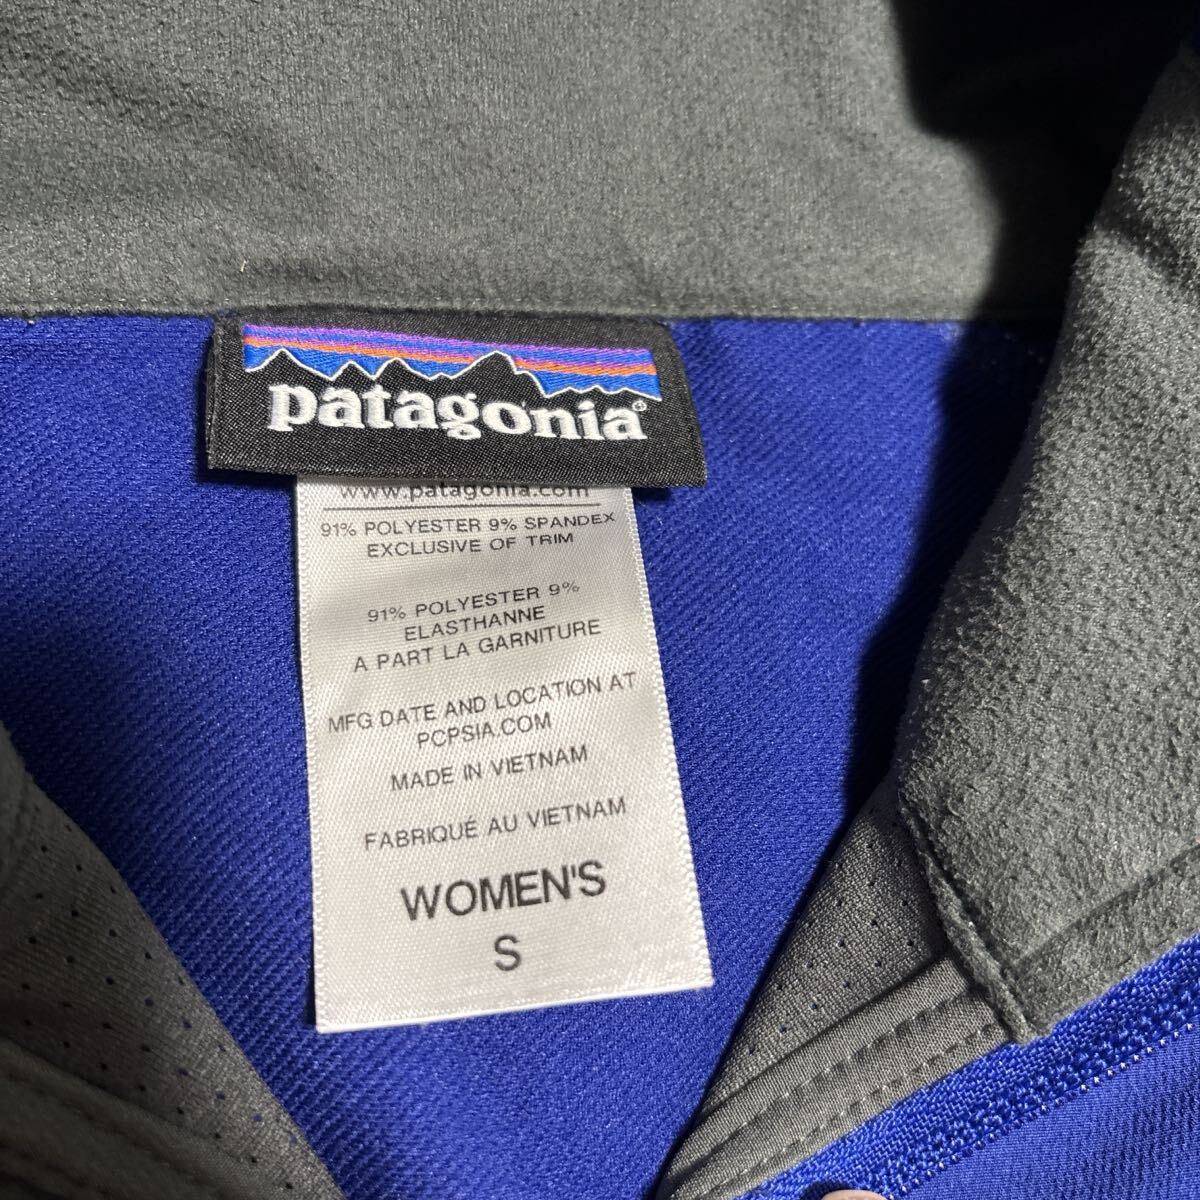 patagonia®
www.patagonia.com
91% POLYESTER 9% SPANDEX
EXCLUSIVE OF TRIM
91% POLYESTER 9%
ELASTHANNE
A PART LA GARNITURE
MFG DATE AND LOCATION AT
PCPSIA.COM
MADE IN VIETNAM
FABRIQUÉ AU VIETNAM
WOMEN'S
S